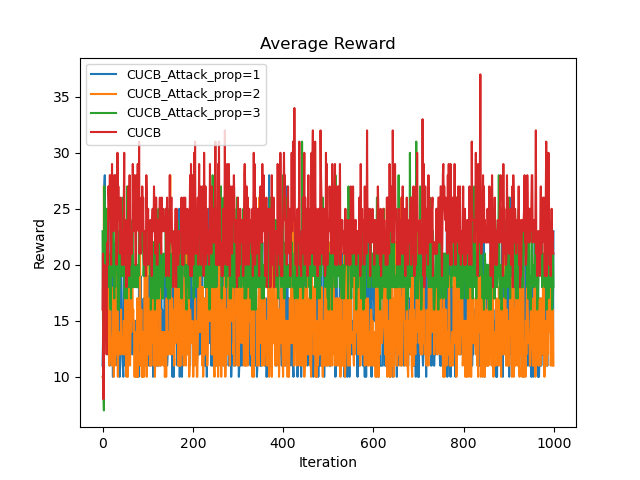 Average Reward
CUCB_Attack_prop=1
CUCB_Attack_prop=2
CUCB_Attack_prop=3
CUCB
35
30
25
20
15
10
Reward
0
200
400
600
800
1000
Iteration